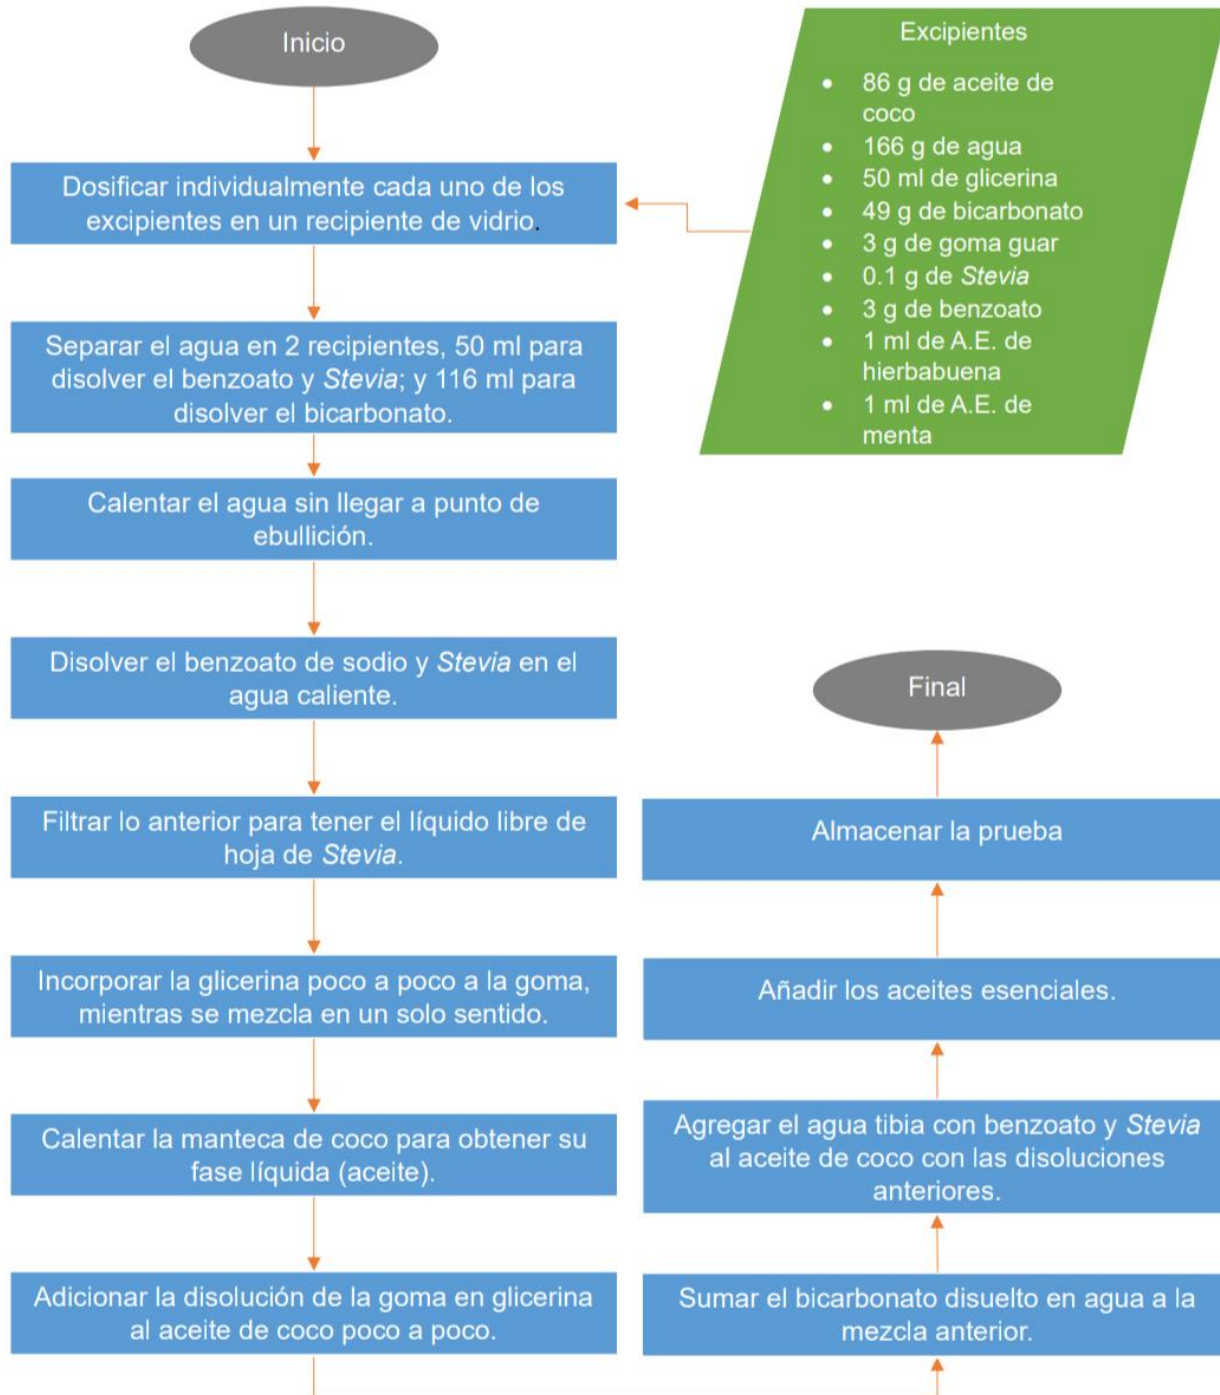 Inicio
Excipientes
• 86 g de aceite de
coco
• 166 g de agua
• 50 ml de glicerina
• 49 g de bicarbonato
• 3 g de goma guar
• 0.1 g de Stevia
• 3 g de benzoato
• 1 ml de A.E. de
hierbabuena
• 1 ml de A.E. de
menta
Dosificar individualmente cada uno de los
excipientes en un recipiente de vidrio.
Separar el agua en 2 recipientes, 50 ml para
disolver el benzoato y Stevia; y 116 ml para
disolver el bicarbonato.
Calentar el agua sin llegar a punto de
ebullición.
Disolver el benzoato de sodio y Stevia en el
agua caliente.
Filtrar lo anterior para tener el líquido libre de
hoja de Stevia.
Incorporar la glicerina poco a poco a la goma,
mientras se mezcla en un solo sentido.
Calentar la manteca de coco para obtener su
fase líquida (aceite).
Adicionar la disolución de la goma en glicerina
al aceite de coco poco a poco.
Sumar el bicarbonato disuelto en agua a la
mezcla anterior.
Agregar el agua tibia con benzoato y Stevia
al aceite de coco con las disoluciones
anteriores.
Añadir los aceites esenciales.
Almacenar la prueba
Final